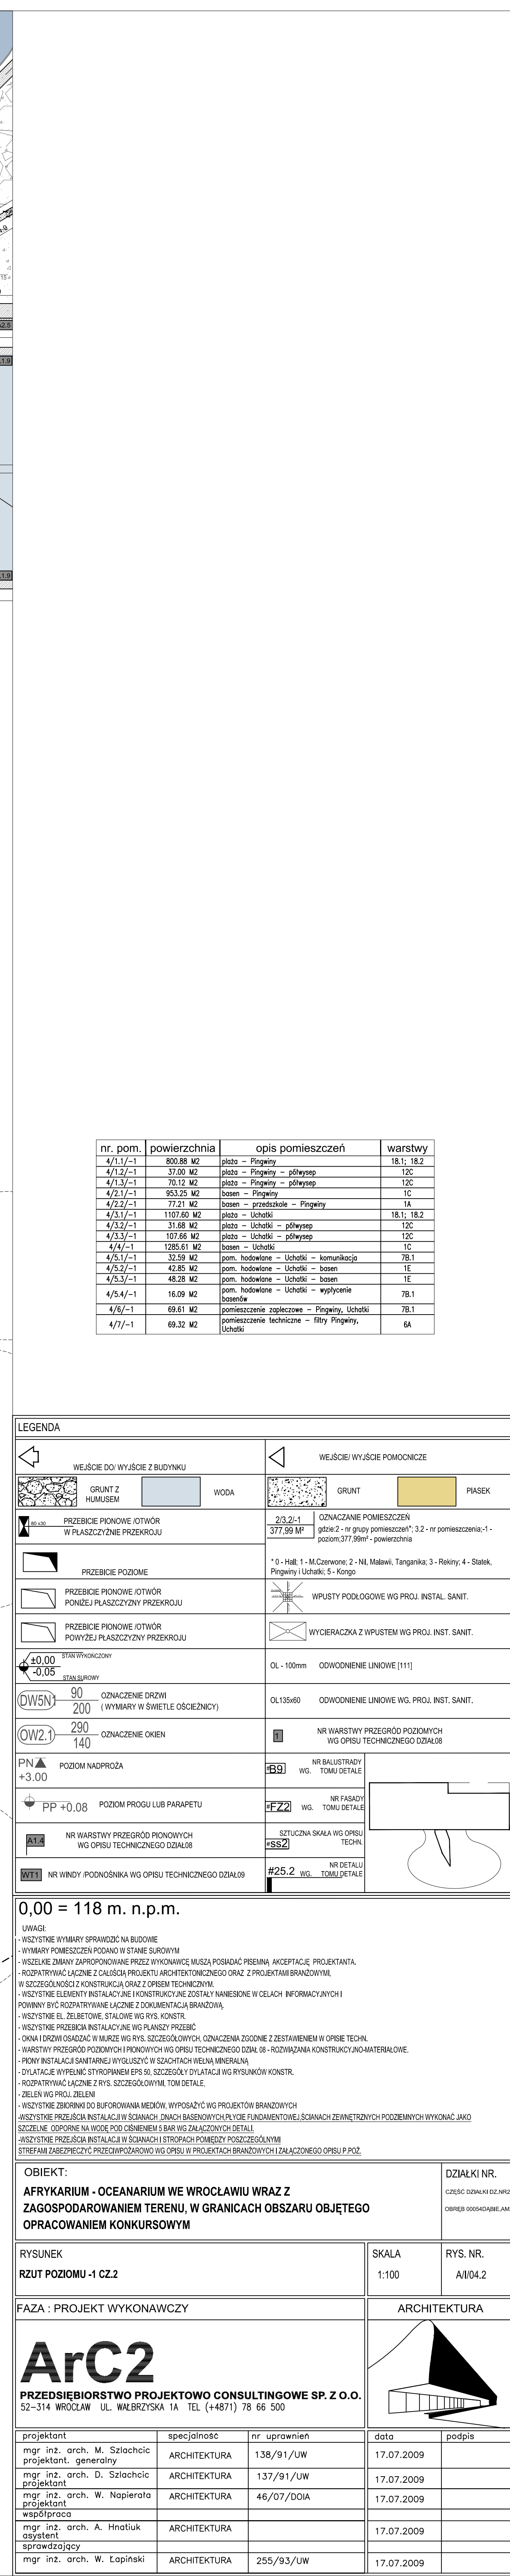 A2.5
1.9
1.9
nr. pom. powierzchnia opis pomieszczeń warstwy
4/1.1/-1 800.88 M2 plaża – Pingwiny 18.1; 18.2
4/1.2/-1 37.00 M2 plaża – Pingwiny – półwysep 12C
4/1.3/-1 70.12 M2 plaża – Pingwiny – półwysep 12C
4/2.1/-1 953.25 M2 basen – Pingwiny 1C
4/2.2/-1 77.21 M2 basen – przedszkole – Pingwiny 1A
4/3.1/-1 1107.60 M2 plaża – Uchatki 18.1; 18.2
4/3.2/-1 31.68 M2 plaża – Uchatki – półwysep 12C
4/3.3/-1 107.66 M2 plaża – Uchatki – półwysep 12C
4/4/-1 1285.61 M2 basen – Uchatki 1C
4/5.1/-1 32.59 M2 pom. hodowlane – Uchatki – komunikacja 7B.1
4/5.2/-1 42.85 M2 pom. hodowlane – Uchatki – basen 1E
4/5.3/-1 48.28 M2 pom. hodowlane – Uchatki – basen 1E
4/5.4/-1 16.09 M2 pom. hodowlane – Uchatki – wypłycenie basenów 7B.1
4/6/-1 69.61 M2 pomieszczenie zaplecowe – Pingwiny, Uchatki 7B.1
4/7/-1 69.32 M2 pomieszczenie techniczne – filtry Pingwiny, Uchatki 6A
LEGENDA
WEJŚCIE DO/ WYJŚCIE Z BUDYNKU
WEJŚCIE/ WYJŚCIE POMOCNICZE
GRUNT Z HUMUSEM
WODA
GRUNT
PIASEK
80 x30
PRZEBICIE PIONOWE /OTWÓR
W PŁASZCZYŹNIE PRZEKROJU
2/3,2/-1
377,99 M²
OZNACZANIE POMIESZCZEŃ
gdzie:2 - nr grupy pomieszczeń*; 3.2 - nr pomieszczenia;-1 - poziom;377,99m² - powierzchnia
PRZEBICIE POZIOME
* 0 - Hall; 1 - M.Czerwone; 2 - Nil, Malawii, Tanganika; 3 - Rekiny; 4 - Statek,
Pingwiny i Uchatki; 5 - Kongo
PRZEBICIE PIONOWE /OTWÓR
PONIŻEJ PŁASZCZYZNY PRZEKROJU
WPUSTY PODŁOGOWE WG PROJ. INSTAL. SANIT.
PRZEBICIE PIONOWE /OTWÓR
POWYŻEJ PŁASZCZYZNY PRZEKROJU
WYCIERACZKA Z WPUSTEM WG PROJ. INST. SANIT.
±0,00
-0,05
STAN WYKOŃCZONY
STAN SUROWY
OL - 100mm ODWODNIENIE LINIOWE [111]
DW5N1
90
200
OZNACZENIE DRZWI
( WYMIARY W ŚWIETLE OŚCIEŻNICY)
OL135x60 ODWODNIENIE LINIOWE WG. PROJ. INST. SANIT.
OW2.1
290
140
OZNACZENIE OKIEN
1
NR WARSTWY PRZEGRÓD POZIOMYCH
WG OPISU TECHNICZNEGO DZIAŁ08
PN
+3.00
POZIOM NADPROŻA
#B9
NR BALUSTRADY
WG. TOMU DETALE
PP +0.08
POZIOM PROGU LUB PARAPETU
#FZ2
NR FASADY
WG. TOMU DETALE
A1.4
NR WARSTWY PRZEGRÓD PIONOWYCH
WG OPISU TECHNICZNEGO DZIAŁ08
#ss2
SZTUCZNA SKAŁA WG OPISU
TECHN.
WT1
NR WINDY /PODNOŚNIKA WG OPISU TECHNICZNEGO DZIAŁ09
#25.2
NR DETALU
WG. TOMU DETALE
0,00 = 118 m. n.p.m.
UWAGI:
- WSZYSTKIE WYMIARY SPRAWDZIĆ NA BUDOWIE
- WYMIARY POMIESZCZEŃ PODANO W STANIE SUROWYM
- WSZELKIE ZMIANY ZAPROPONOWANE PRZEZ WYKONAWCĘ MUSZĄ POSIADAĆ PISEMNĄ AKCEPTACJĘ PROJEKTANTA.
- ROZPATRYWAĆ ŁĄCZNIE Z CAŁOŚCIĄ PROJEKTU ARCHITEKTONICZNEGO ORAZ Z PROJEKTAMI BRANŻOWYMI,
W SZCZEGÓLNOŚCI Z KONSTRUKCJĄ ORAZ Z OPISEM TECHNICZNYM.
- WSZYSTKIE ELEMENTY INSTALACYJNE I KONSTRUKCYJNE ZOSTAŁY NANIESIONE W CELACH INFORMACYJNYCH I
POWINNY BYĆ ROZPATRYWANE ŁĄCZNIE Z DOKUMENTACJĄ BRANŻOWĄ.
- WSZYSTKIE EL. ŻELBETOWE, STALOWE WG RYS. KONSTR.
- WSZYSTKIE PRZEBICIA INSTALACYJNE WG PLANSZY PRZEBIĆ
- OKNA I DRZWI OSADZAĆ W MURZE WG RYS. SZCZEGÓŁOWYCH, OZNACZENIA ZGODNIE Z ZESTAWIENIEM W OPISIE TECHN.
- WARSTWY PRZEGRÓD POZIOMYCH I PIONOWYCH WG OPISU TECHNICZNEGO DZIAŁ 08 - ROZWIĄZANIA KONSTRUKCYJNO-MATERIAŁOWE.
- PIONY INSTALACJI SANITARNEJ WYGŁUSZYĆ W SZACHTACH WEŁNĄ MINERALNĄ
- DYLATACJE WYPEŁNIĆ STYROPIANEM EPS 50, SZCZEGÓŁY DYLATACJI WG RYSUNKÓW KONSTR.
- ROZPATRYWAĆ ŁĄCZNIE Z RYS. SZCZEGÓŁOWYMI, TOM DETALE,
- ZIELEŃ WG PROJ. ZIELENI
- WSZYSTKIE ZBIORINKI DO BUFOROWANIA MEDIÓW, WYPOSAŻYĆ WG PROJEKTÓW BRANŻOWYCH
-WSZYSTKIE PRZEJŚCIA INSTALACJI W ŚCIANACH ,DNACH BASENOWYCH,PŁYCIE FUNDAMENTOWEJ,ŚCIANACH ZEWNĘTRZNYCH PODZIEMNYCH WYKONAĆ JAKO
SZCZELNE ODPORNE NA WODĘ POD CIŚNIENIEM 5 BAR WG ZAŁĄCZONYCH DETALI.
-WSZYSTKIE PRZEJŚCIA INSTALACJI W ŚCIANACH I STROPACH POMIĘDZY POSZCZEGÓLNYMI
STREFAMI ZABEZPIECZYĆ PRZECIWPOŻAROWO WG OPISU W PROJEKTACH BRANŻOWYCH I ZAŁĄCZONEGO OPISU P.POŻ.
OBIEKT:
AFRYKARIUM - OCEANARIUM WE WROCŁAWIU WRAZ Z
ZAGOSPODAROWANIEM TERENU, W GRANICACH OBSZARU OBJĘTEGO
OPRACOWANIEM KONKURSOWYM
DZIAŁKI NR.
CZĘŚĆ DZIAŁKI DZ.NR2
OBRĘB 00054DĄBIE,AM
RYSUNEK
RZUT POZIOMU -1 CZ.2
SKALA
1:100
RYS. NR.
A/I/04.2
FAZA : PROJEKT WYKONAWCZY
ARCHITEKTURA
ArC2
PRZEDSIĘBIORSTWO PROJEKTOWO CONSULTINGOWE SP. Z O.O.
52–314 WROCŁAW UL. WAŁBRZYSKA 1A TEL (+4871) 78 66 500
projektant specjalność nr uprawnień data podpis
mgr inż. arch. M. Szlachcic
projektant. generalny ARCHITEKTURA 138/91/UW 17.07.2009
mgr inż. arch. D. Szlachcic
projektant ARCHITEKTURA 137/91/UW 17.07.2009
mgr inż. arch. W. Napierała
projektant ARCHITEKTURA 46/07/DOIA 17.07.2009
współpraca
mgr inż. arch. A. Hnatiuk
asystent ARCHITEKTURA 17.07.2009
sprawdzający
mgr inż. arch. W. Łapiński ARCHITEKTURA 255/93/UW 17.07.2009